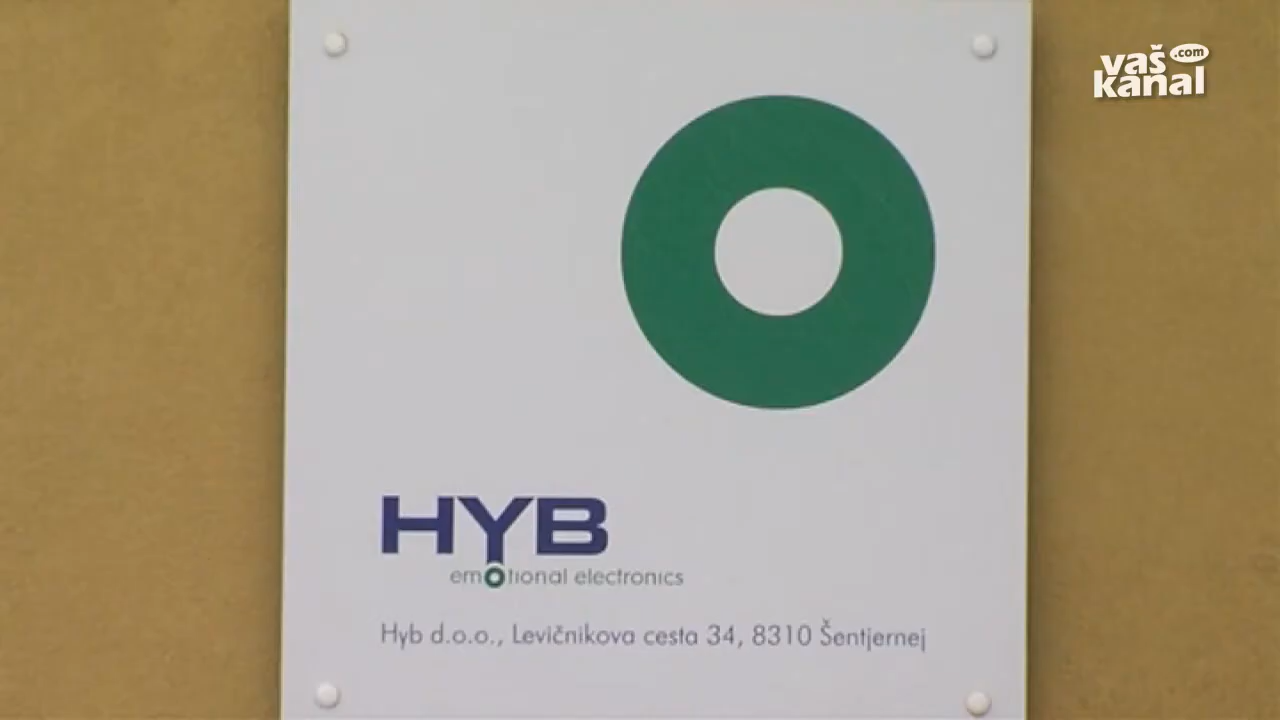 vaš .com
kanal
HYB
emotional electronics
Hyb d.o.o., Levičnikova cesta 34, 8310 Šentjernej